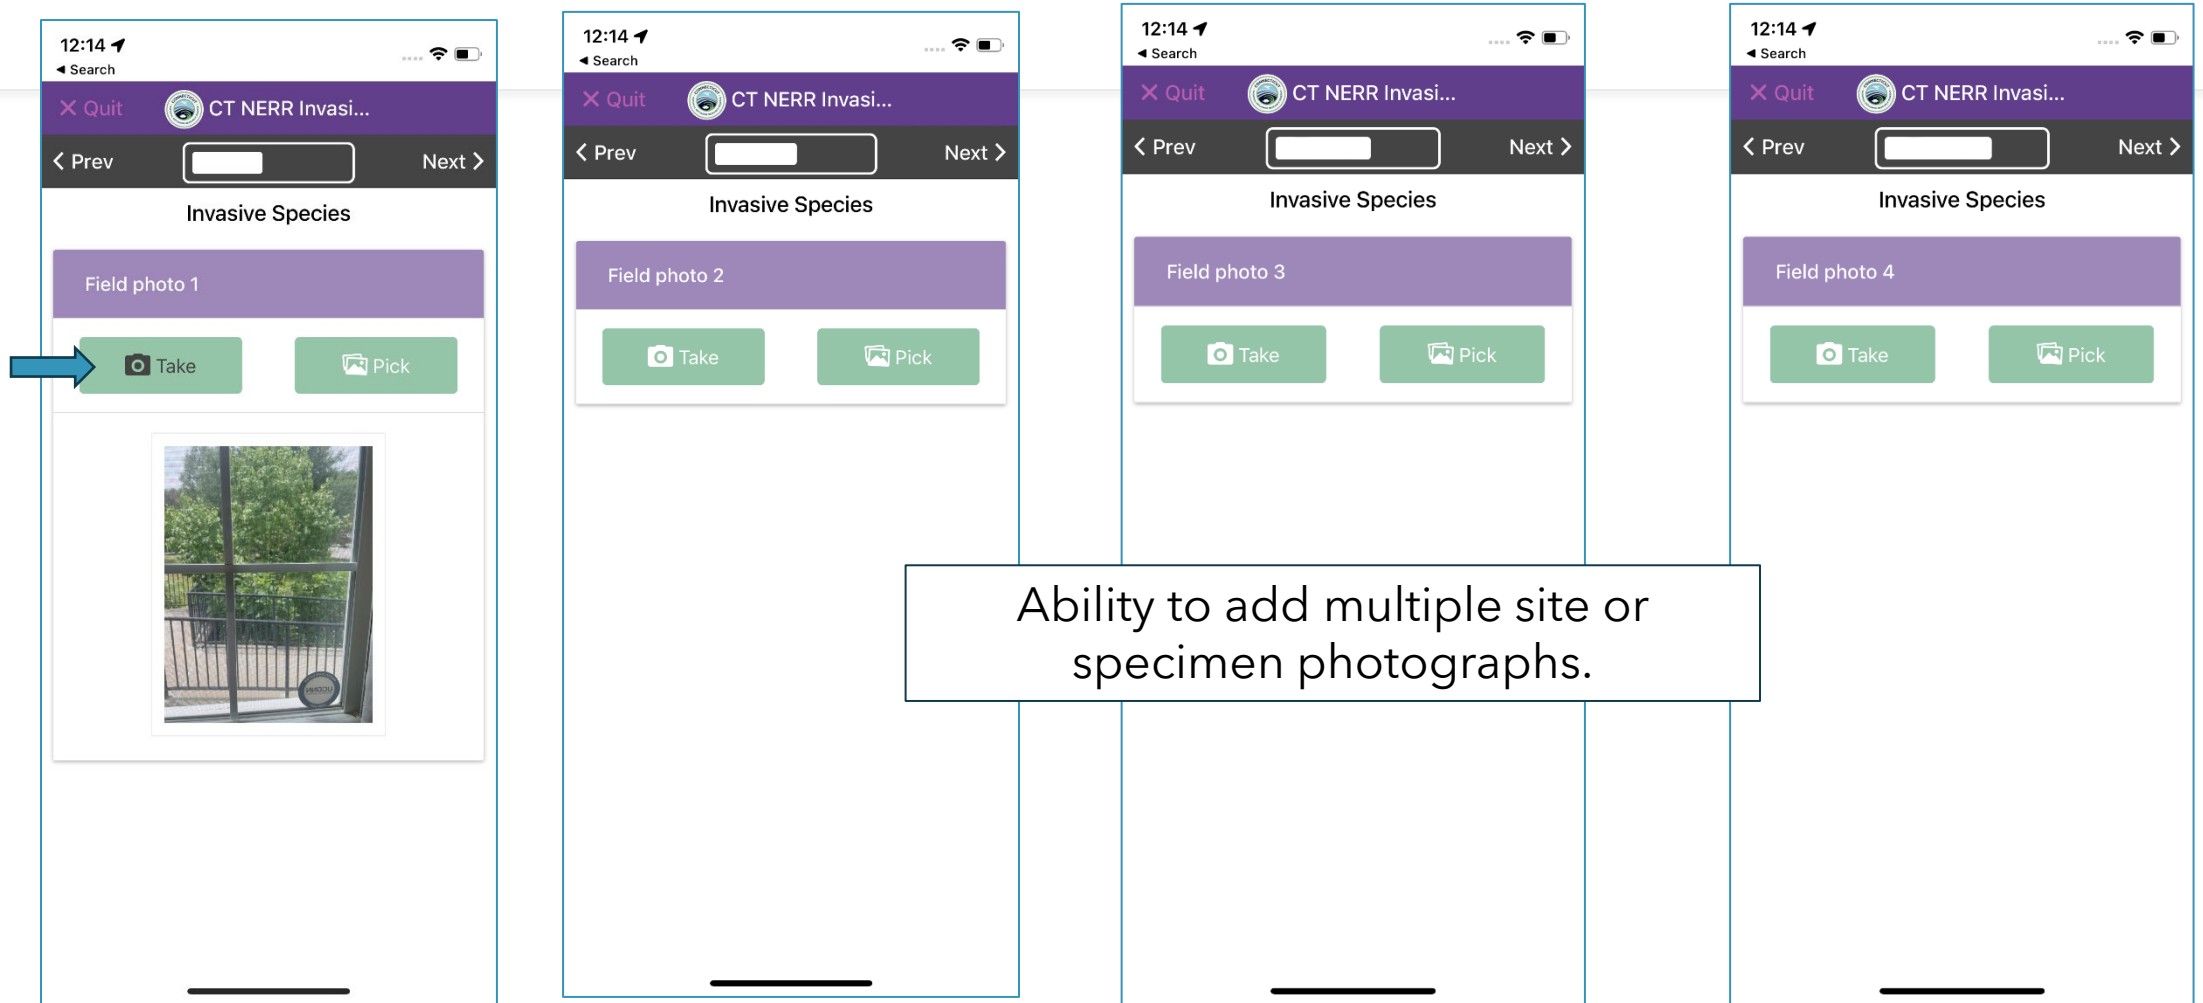 12:14
◀ Search
✕ Quit
CT NERR Invasi...
Prev
Next
Invasive Species
Field photo 1
Take
Pick
12:14
◀ Search
✕ Quit
CT NERR Invasi...
Prev
Next
Invasive Species
Field photo 2
Take
Pick
12:14
◀ Search
✕ Quit
CT NERR Invasi...
Prev
Next
Invasive Species
Field photo 3
Take
Pick
12:14
◀ Search
✕ Quit
CT NERR Invasi...
Prev
Next
Invasive Species
Field photo 4
Take
Pick
Ability to add multiple site or
specimen photographs.